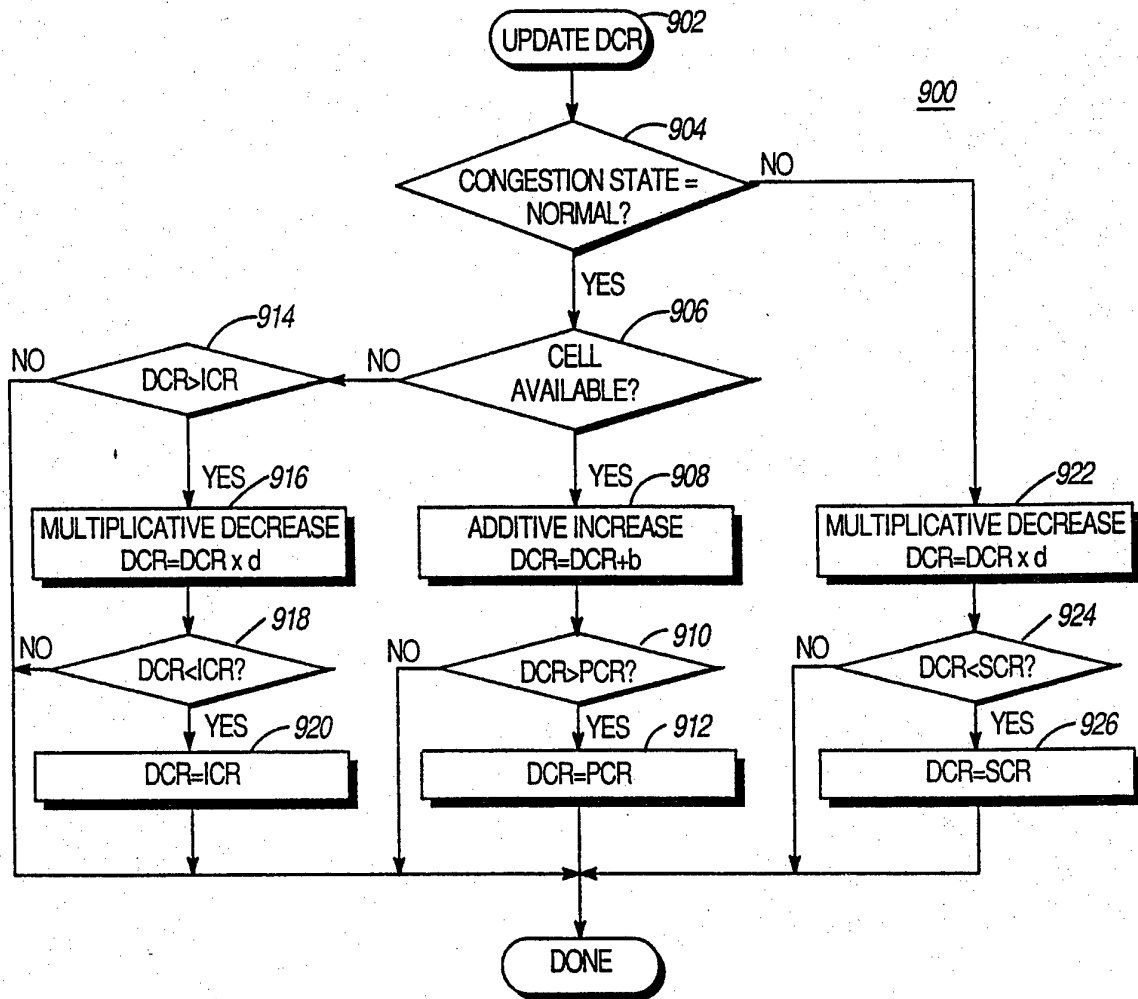 UPDATE DCR
902
900
904
CONGESTION STATE =
NORMAL?
NO
YES
906
CELL
AVAILABLE?
NO
914
DCR>ICR
NO
YES
916
MULTIPLICATIVE DECREASE
DCR=DCR x d
YES
908
ADDITIVE INCREASE
DCR=DCR+b
922
MULTIPLICATIVE DECREASE
DCR=DCR x d
918
DCR<ICR?
NO
YES
920
DCR=ICR
910
DCR>PCR?
NO
YES
912
DCR=PCR
924
DCR<SCR?
NO
YES
926
DCR=SCR
DONE